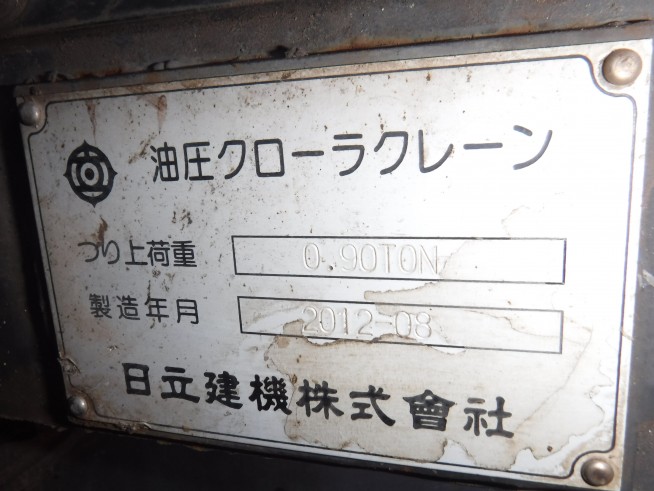 油圧クローラクレーン
つり上荷重 0.90TON
製造年月 2012-08
日立建機株式會社